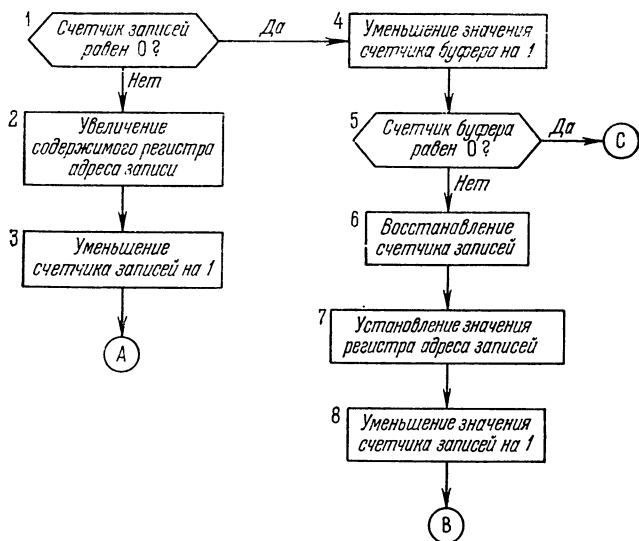 1
Счетчик записей
равен 0?
Да
Нет
2
Увеличение
содержимого регистра
адреса записи
3
Уменьшение
счетчика записей на 1
A
4
Уменьшение значения
счетчика буфера на 1
5
Счетчик буфера
равен 0?
Да
C
Нет
6
Восстановление
счетчика записей
7
Установление значения
регистра адреса записей
8
Уменьшение значения
счетчика записей на 1
B